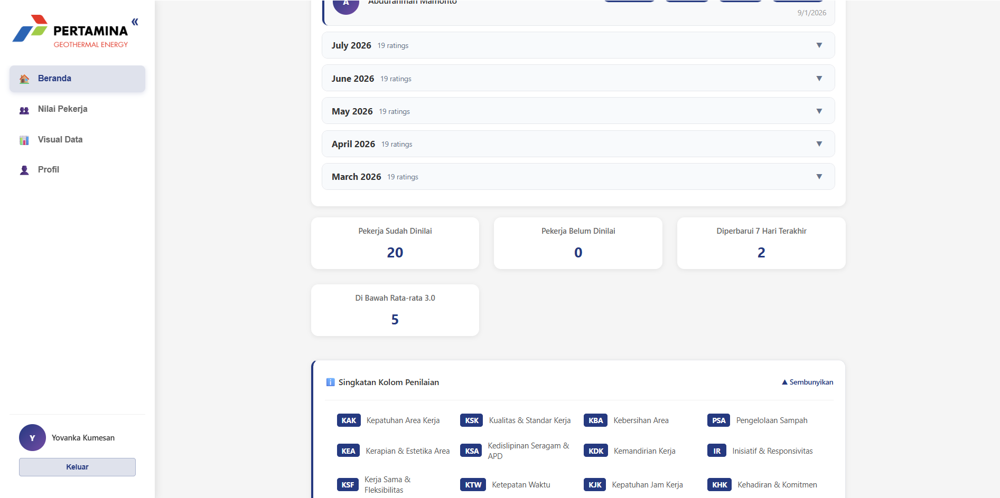 PERTAMINA
GEOTHERMAL ENERGY
«
Beranda
Nilai Pekerja
Visual Data
Profil
Y
Yovanka Kumesan
Keluar
A
Abdurahman Mamonto
9/1/2026
July 2026 19 ratings ▼
June 2026 19 ratings ▼
May 2026 19 ratings ▼
April 2026 19 ratings ▼
March 2026 19 ratings ▼
Pekerja Sudah Dinilai
20
Pekerja Belum Dinilai
0
Diperbarui 7 Hari Terakhir
2
Di Bawah Rata-rata 3.0
5
Singkatan Kolom Penilaian
▲ Sembunyikan
KAK Kepatuhan Area Kerja
KSK Kualitas & Standar Kerja
KBA Kebersihan Area
PSA Pengelolaan Sampah
KEA Kerapian & Estetika Area
KSA Kedislipinan Seragam &
APD
KDK Kemandirian Kerja
IR Inisiatif & Responsivitas
KSF Kerja Sama &
Fleksibilitas
KTW Ketepatan Waktu
KJK Kepatuhan Jam Kerja
KHK Kehadiran & Komitmen